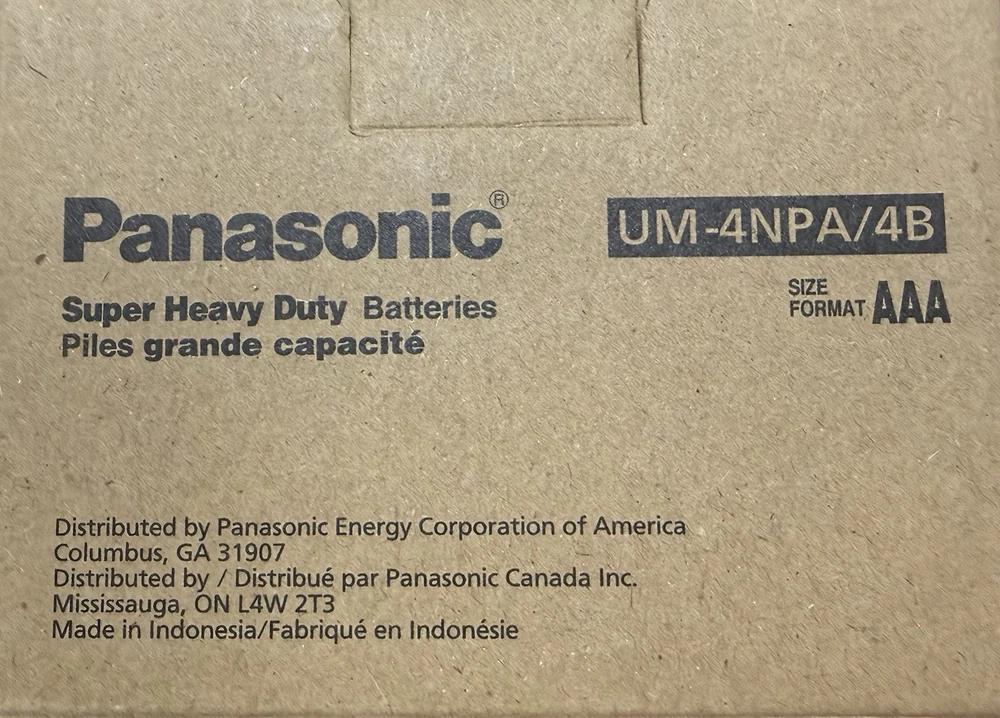 Panasonic®
UM-4NPA/4B
Super Heavy Duty Batteries
Piles grande capacité
SIZE
FORMAT AAA
Distributed by Panasonic Energy Corporation of America
Columbus, GA 31907
Distributed by / Distribué par Panasonic Canada Inc.
Mississauga, ON L4W 2T3
Made in Indonesia/Fabriqué en Indonésie